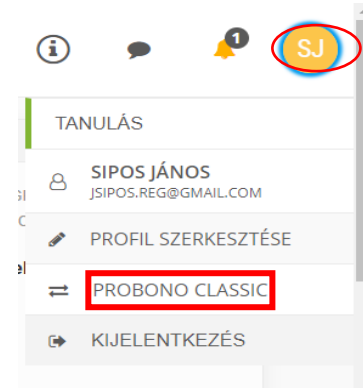 1
SJ
TANULÁS
SIPOS JÁNOS
JSIPOS.REG@GMAIL.COM
PROFIL SZERKESZTÉSE
PROBONO CLASSIC
KIJELENTKEZÉS